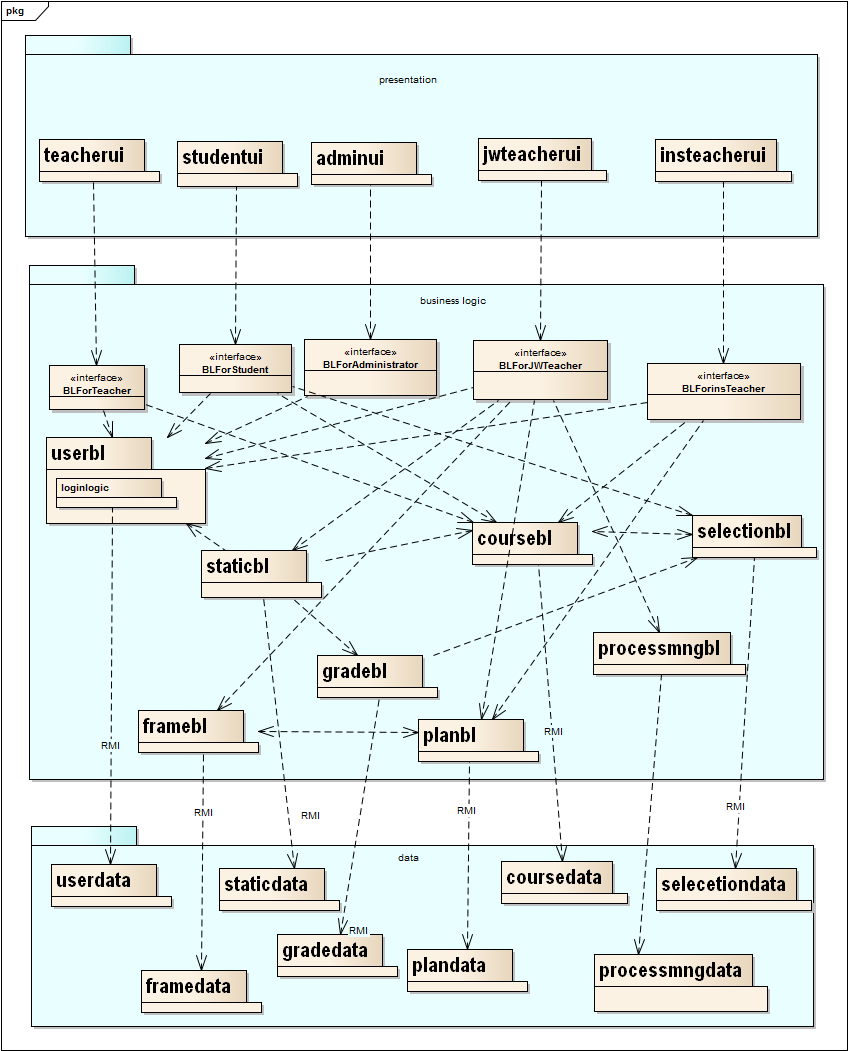 pkg
presentation
teacherui
studentui
adminui
jwteacherui
insteacherui
business logic
«interface»
BLForTeacher
«interface»
BLForStudent
«interface»
BLForAdministrator
«interface»
BLForJWTeacher
«interface»
BLForinsTeacher
userbl
loginlogic
staticbl
coursebl
selectionbl
gradebl
processmngbl
framebl
planbl
RMI
RMI
RMI
RMI
RMI
RMI
data
userdata
staticdata
coursedata
selecetiondata
RMI
gradedata
plandata
processmngdata
framedata